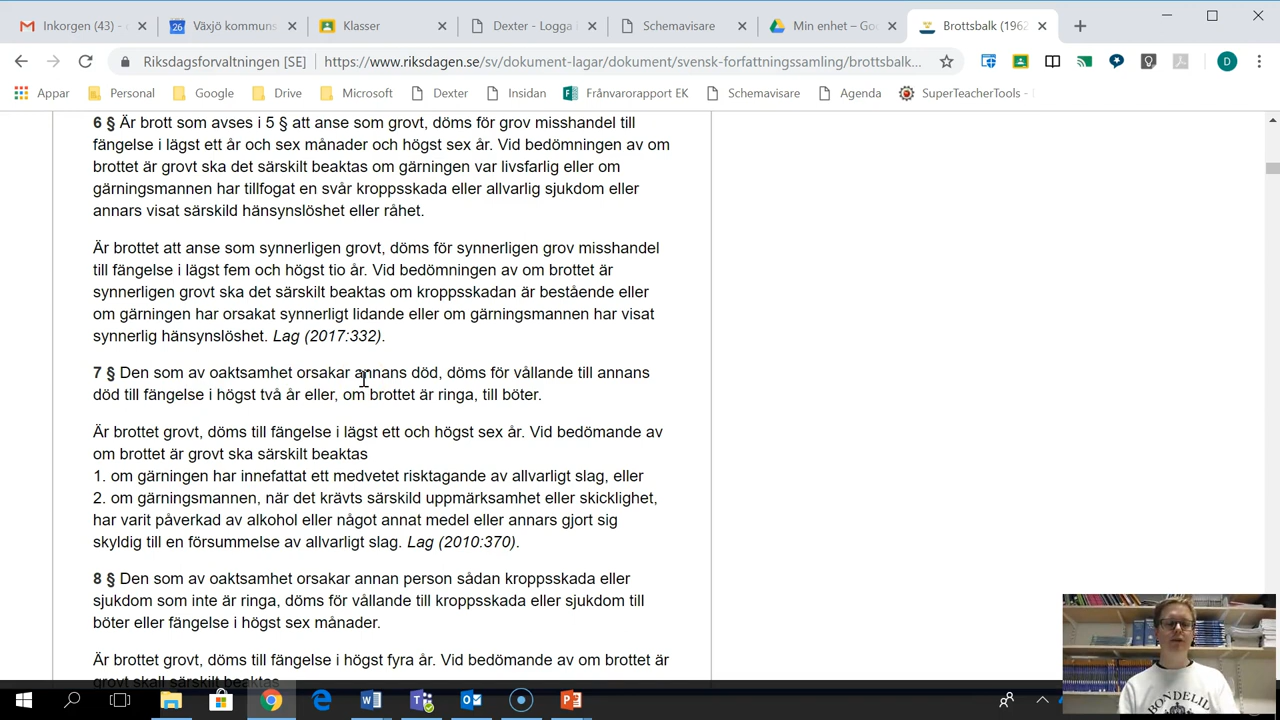 Inkorgen (43) -
Växjö kommuns
Klasser
Dexter - Logga i
Schemavisare
Min enhet – Goo
Brottsbalk (1962
Riksdagsforvaltningen [SE]
https://www.riksdagen.se/sv/dokument-lagar/dokument/svensk-forfattningssamling/brottsbalk...
D
Appar
Personal
Google
Drive
Microsoft
Dexter
Insidan
Frånvarorapport EK
Schemavisare
Agenda
SuperTeacherTools -
6 § Är brott som avses i 5 § att anse som grovt, döms för grov misshandel till
fängelse i lägst ett år och sex månader och högst sex år. Vid bedömningen av om
brottet är grovt ska det särskilt beaktas om gärningen var livsfarlig eller om
gärningsmannen har tillfogat en svår kroppsskada eller allvarlig sjukdom eller
annars visat särskild hänsynslöshet eller råhet.
Är brottet att anse som synnerligen grovt, döms för synnerligen grov misshandel
till fängelse i lägst fem och högst tio år. Vid bedömningen av om brottet är
synnerligen grovt ska det särskilt beaktas om kroppsskadan är bestående eller
om gärningen har orsakat synnerligt lidande eller om gärningsmannen har visat
synnerlig hänsynslöshet. Lag (2017:332).
7 § Den som av oaktsamhet orsakar annans död, döms för vållande till annans
död till fängelse i högst två år eller, om brottet är ringa, till böter.
Är brottet grovt, döms till fängelse i lägst ett och högst sex år. Vid bedömande av
om brottet är grovt ska särskilt beaktas
1. om gärningen har innefattat ett medvetet risktagande av allvarligt slag, eller
2. om gärningsmannen, när det krävts särskild uppmärksamhet eller skicklighet,
har varit påverkad av alkohol eller något annat medel eller annars gjort sig
skyldig till en försummelse av allvarligt slag. Lag (2010:370).
8 § Den som av oaktsamhet orsakar annan person sådan kroppsskada eller
sjukdom som inte är ringa, döms för vållande till kroppsskada eller sjukdom till
böter eller fängelse i högst sex månader.
Är brottet grovt, döms till fängelse i högst fyra år. Vid bedömande av om brottet är
grovt skall särskilt beaktas
BONDELIL